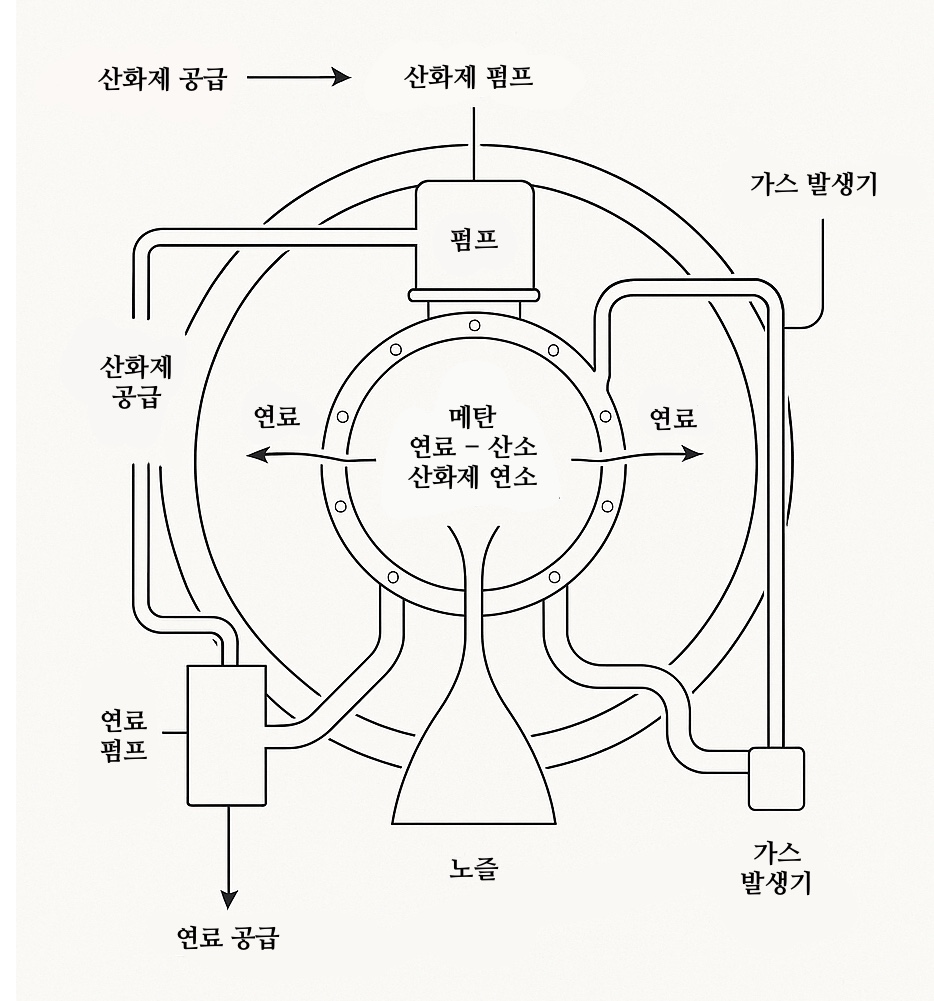 산화제 공급
산화제 펌프
가스 발생기
펌프
산화제
공급
연료
메탄
연료 – 산소
산화제 연소
연료
연료
펌프
노즐
가스
발생기
연료 공급